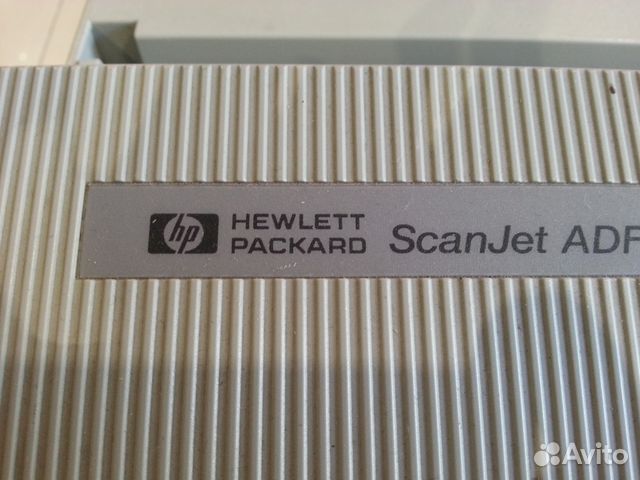 hp HEWLETT PACKARD ScanJet ADF
Avito